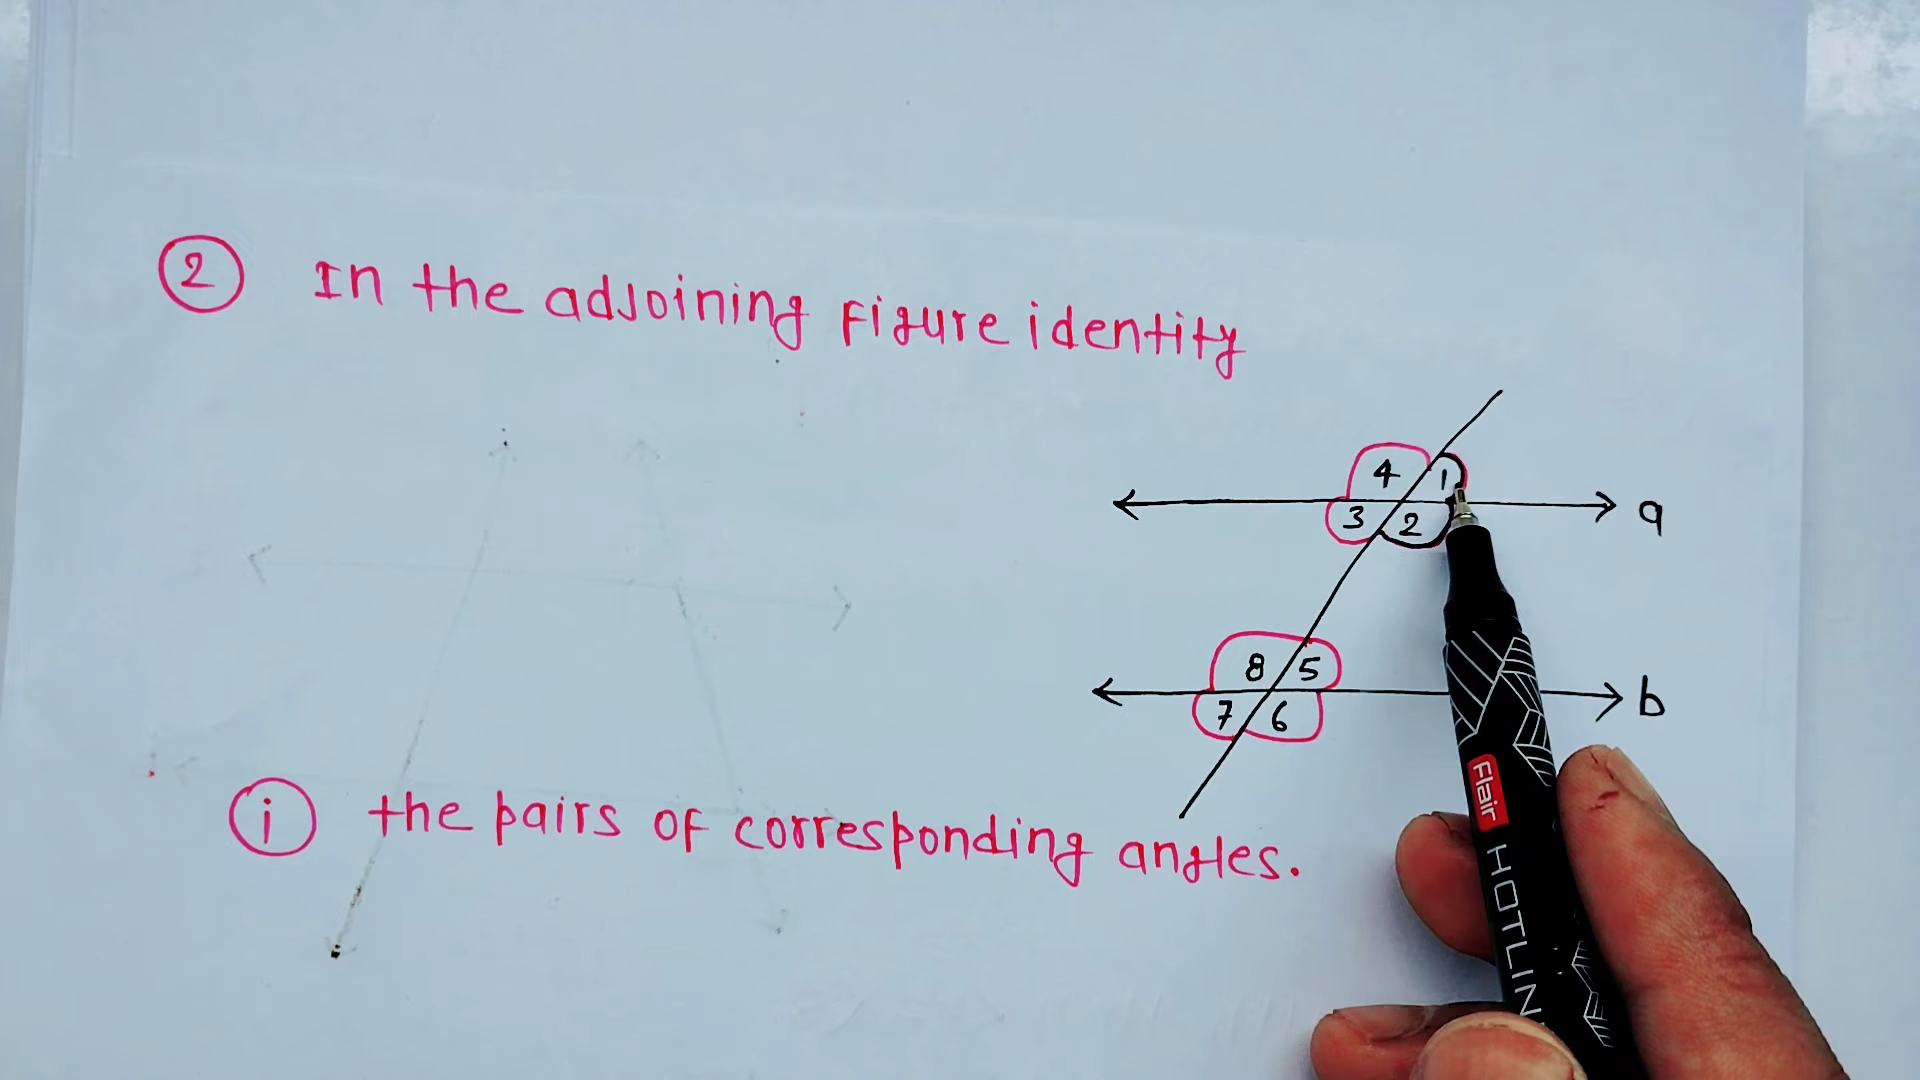 2 In the adjoining figure identity
4 1
3 2
a
8 5
7 6
b
i the pairs of corresponding angles.
Flair HOTLIN